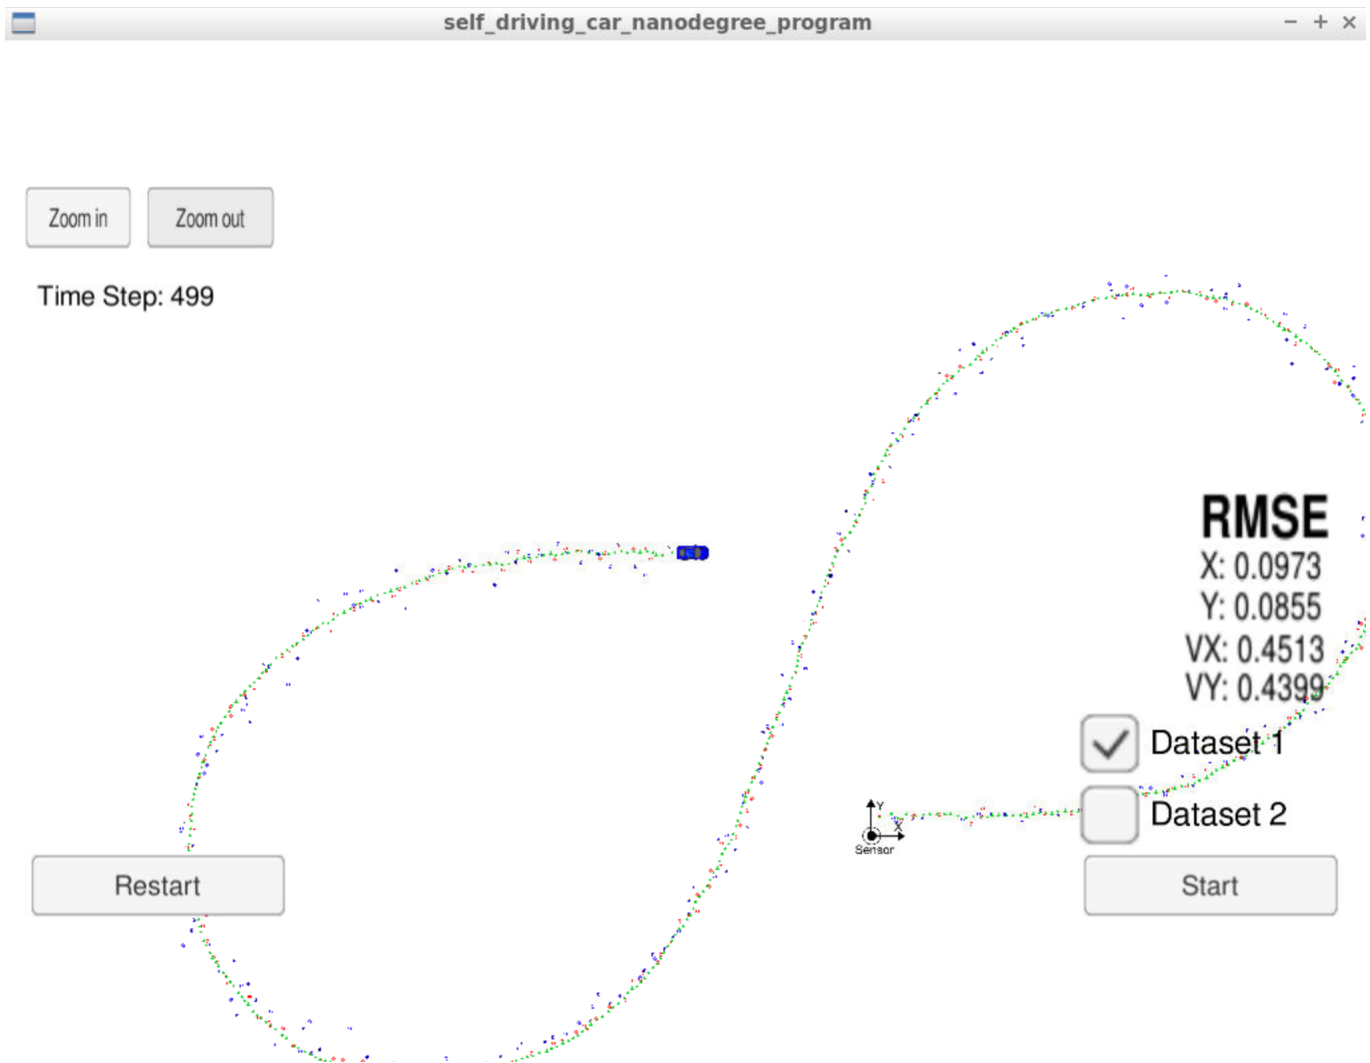 self_driving_car_nanodegree_program
Zoom in
Zoom out
Time Step: 499
RMSE
X: 0.0973
Y: 0.0855
VX: 0.4513
VY: 0.4399
Dataset 1
Y
X
Sensor
Dataset 2
Restart
Start